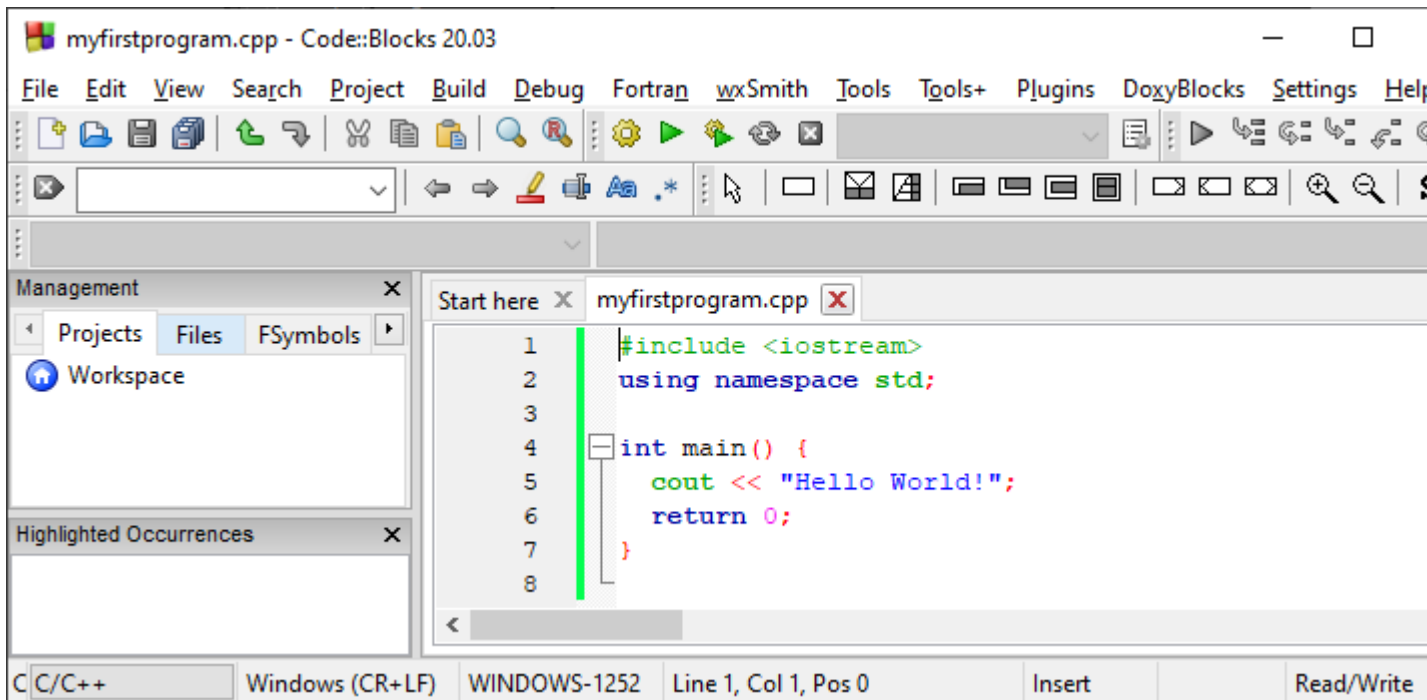 myfirstprogram.cpp - Code::Blocks 20.03
File Edit View Search Project Build Debug Fortran wxSmith Tools Tools+ Plugins DoxyBlocks Settings Help
Management
Projects Files FSymbols
Workspace
Highlighted Occurrences
Start here myfirstprogram.cpp
1 #include <iostream>
2 using namespace std;
3
4 int main() {
5 cout << "Hello World!";
6 return 0;
7 }
8
C C/C++ Windows (CR+LF) WINDOWS-1252 Line 1, Col 1, Pos 0 Insert Read/Write